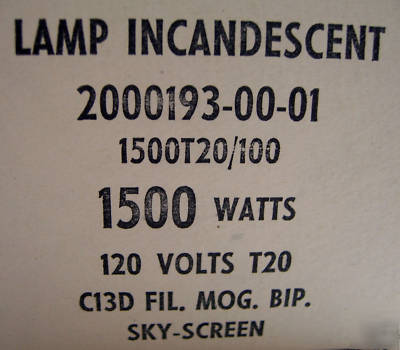 LAMP INCANDESCENT
2000193-00-01
1500T20/100
1500 WATTS
120 VOLTS T20
C13D FIL. MOG. BIP.
SKY-SCREEN